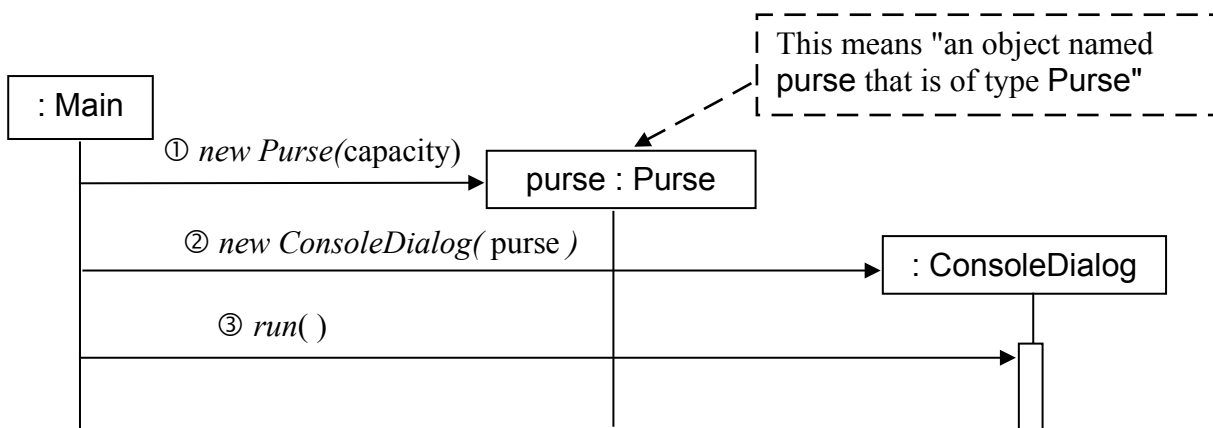 This means "an object named
purse that is of type Purse"
: Main
① new Purse(capacity)
purse : Purse
② new ConsoleDialog( purse )
: ConsoleDialog
③ run( )